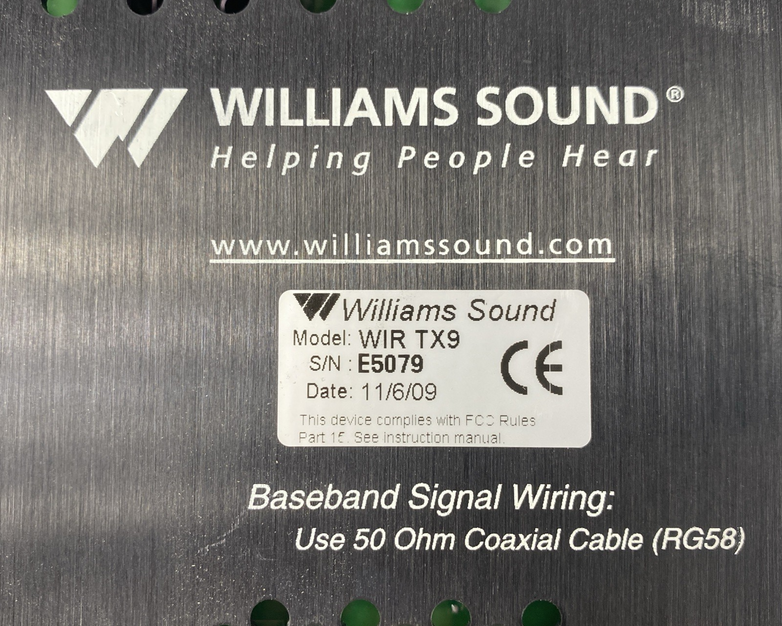 WILLIAMS SOUND®
Helping People Hear
www.williamssound.com
Williams Sound
Model: WIR TX9
S/N : E5079
Date: 11/6/09
CE
This device complies with FCC Rules
Part 15. See instruction manual.
Baseband Signal Wiring:
Use 50 Ohm Coaxial Cable (RG58)